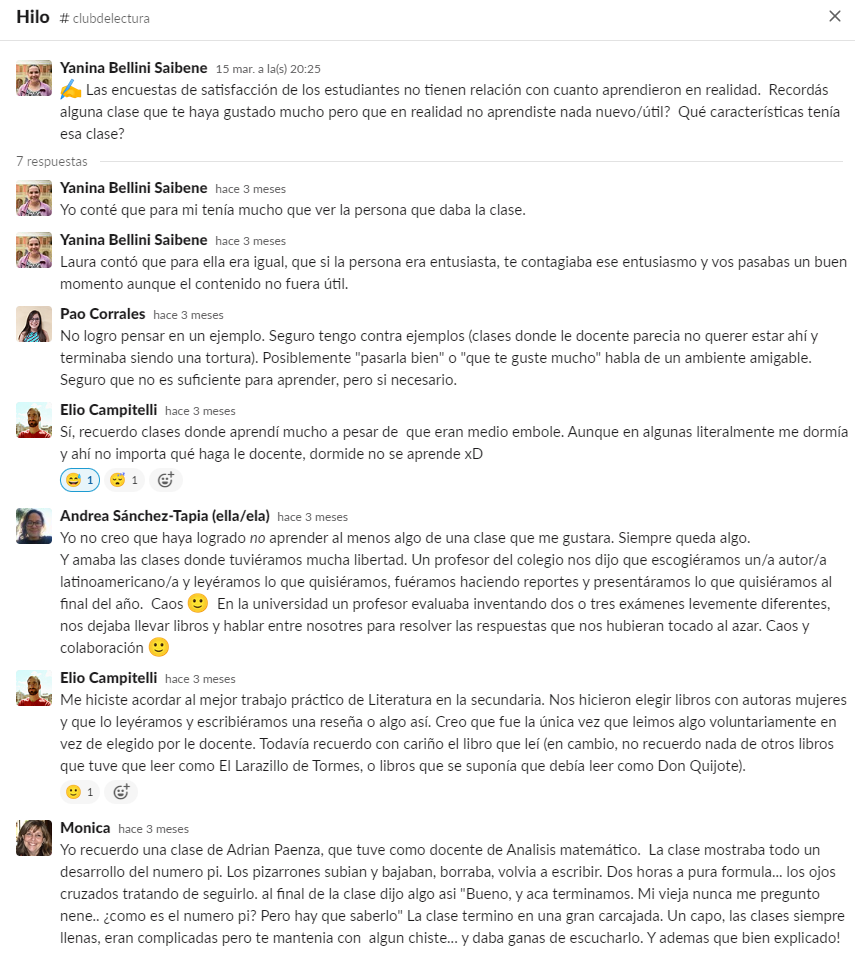 Hilo # clubdelectura
Yanina Bellini Saibene 15 mar. a la(s) 20:25
✍️ Las encuestas de satisfacción de los estudiantes no tienen relación con cuanto aprendieron en realidad. Recordás
alguna clase que te haya gustado mucho pero que en realidad no aprendiste nada nuevo/útil? Qué características tenía
esa clase?
7 respuestas
Yanina Bellini Saibene hace 3 meses
Yo conté que para mi tenía mucho que ver la persona que daba la clase.
Yanina Bellini Saibene hace 3 meses
Laura contó que para ella era igual, que si la persona era entusiasta, te contagiaba ese entusiasmo y vos pasabas un buen
momento aunque el contenido no fuera útil.
Pao Corrales hace 3 meses
No logro pensar en un ejemplo. Seguro tengo contra ejemplos (clases donde le docente parecia no querer estar ahí y
terminaba siendo una tortura). Posiblemente "pasarla bien" o "que te guste mucho" habla de un ambiente amigable.
Seguro que no es suficiente para aprender, pero si necesario.
Elio Campitelli hace 3 meses
Sí, recuerdo clases donde aprendí mucho a pesar de que eran medio embole. Aunque en algunas literalmente me dormía
y ahí no importa qué haga le docente, dormide no se aprende xD
😅 1 😴 1
Andrea Sánchez-Tapia (ella/ela) hace 3 meses
Yo no creo que haya logrado no aprender al menos algo de una clase que me gustara. Siempre queda algo.
Y amaba las clases donde tuviéramos mucha libertad. Un profesor del colegio nos dijo que escogiéramos un/a autor/a
latinoamericano/a y leyéramos lo que quisiéramos, fuéramos haciendo reportes y presentáramos lo que quisiéramos al
final del año. Caos 🙂 En la universidad un profesor evaluaba inventando dos o tres exámenes levemente diferentes,
nos dejaba llevar libros y hablar entre nosotres para resolver las respuestas que nos hubieran tocado al azar. Caos y
colaboración 🙂
Elio Campitelli hace 3 meses
Me hiciste acordar al mejor trabajo práctico de Literatura en la secundaria. Nos hicieron elegir libros con autoras mujeres
y que lo leyéramos y escribiéramos una reseña o algo así. Creo que fue la única vez que leimos algo voluntariamente en
vez de elegido por le docente. Todavía recuerdo con cariño el libro que leí (en cambio, no recuerdo nada de otros libros
que tuve que leer como El Larazillo de Tormes, o libros que se suponía que debía leer como Don Quijote).
🙂 1
Monica hace 3 meses
Yo recuerdo una clase de Adrian Paenza, que tuve como docente de Analisis matemático. La clase mostraba todo un
desarrollo del numero pi. Los pizarrones subian y bajaban, borraba, volvia a escribir. Dos horas a pura formula... los ojos
cruzados tratando de seguirlo. al final de la clase dijo algo asi "Bueno, y aca terminamos. Mi vieja nunca me pregunto
nene.. ¿como es el numero pi? Pero hay que saberlo" La clase termino en una gran carcajada. Un capo, las clases siempre
llenas, eran complicadas pero te mantenia con algun chiste... y daba ganas de escucharlo. Y ademas que bien explicado!